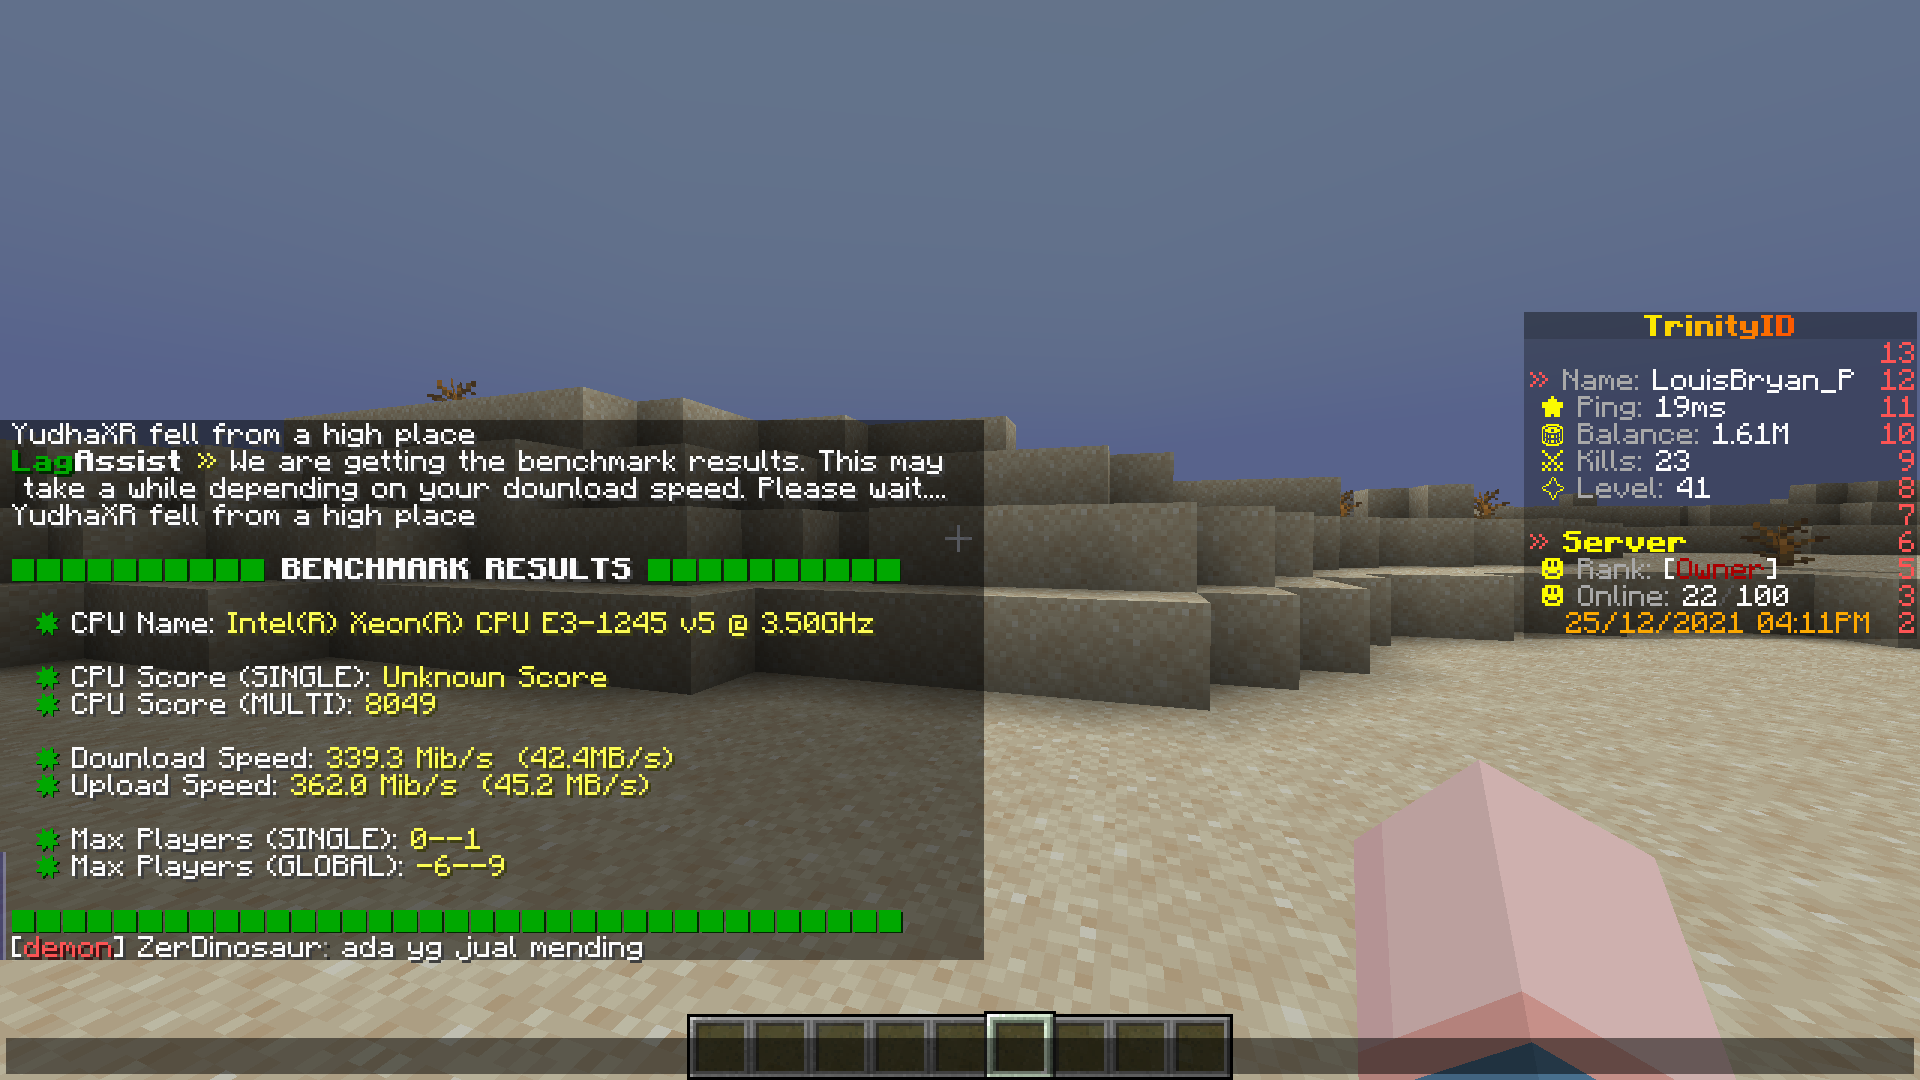 YudhaXR fell from a high place
LagAssist » We are getting the benchmark results. This may
take a while depending on your download speed. Please wait....
YudhaXR fell from a high place
BENCHMARK RESULTS
CPU Name: Intel(R) Xeon(R) CPU E3-1245 v5 @ 3.50GHz
CPU Score (SINGLE): Unknown Score
CPU Score (MULTI): 8049
Download Speed: 339.3 Mib/s (42.4MB/s)
Upload Speed: 362.0 Mib/s (45.2 MB/s)
Max Players (SINGLE): 0--1
Max Players (GLOBAL): -6--9
[demon] ZerDinosaur: ada yg jual mending
TrinityID
13
» Name: LouisBryan_P 12
Ping: 19ms 11
Balance: 1.61M 10
Kills: 23 9
Level: 41 8
7
» Server 6
Rank: [Owner] 5
Online: 22/100 3
25/12/2021 04:11PM 2